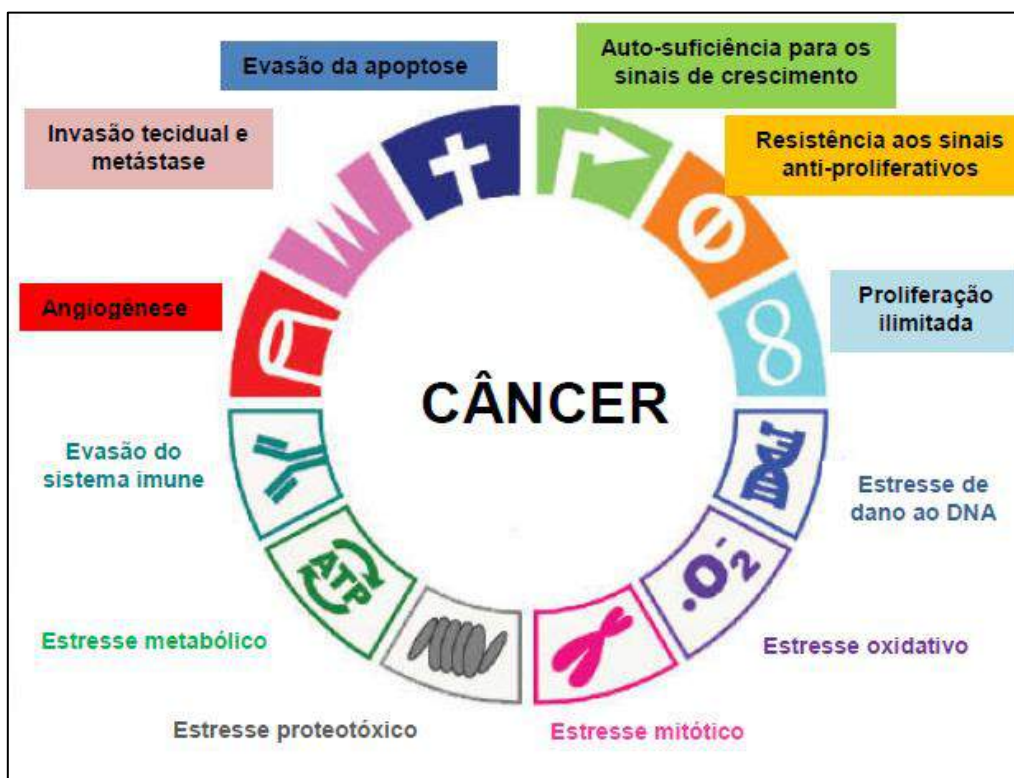 Evasão da apoptose
Auto-suficiência para os
sinais de crescimento
Invasão tecidual e
metástase
Resistência aos sinais
anti-proliferativos
Angiogênese
Proliferação
ilimitada
CÂNCER
Evasão do
sistema imune
Estresse de
dano ao DNA
ATP
•O2-
Estresse metabólico
Estresse oxidativo
Estresse proteotóxico
Estresse mitótico